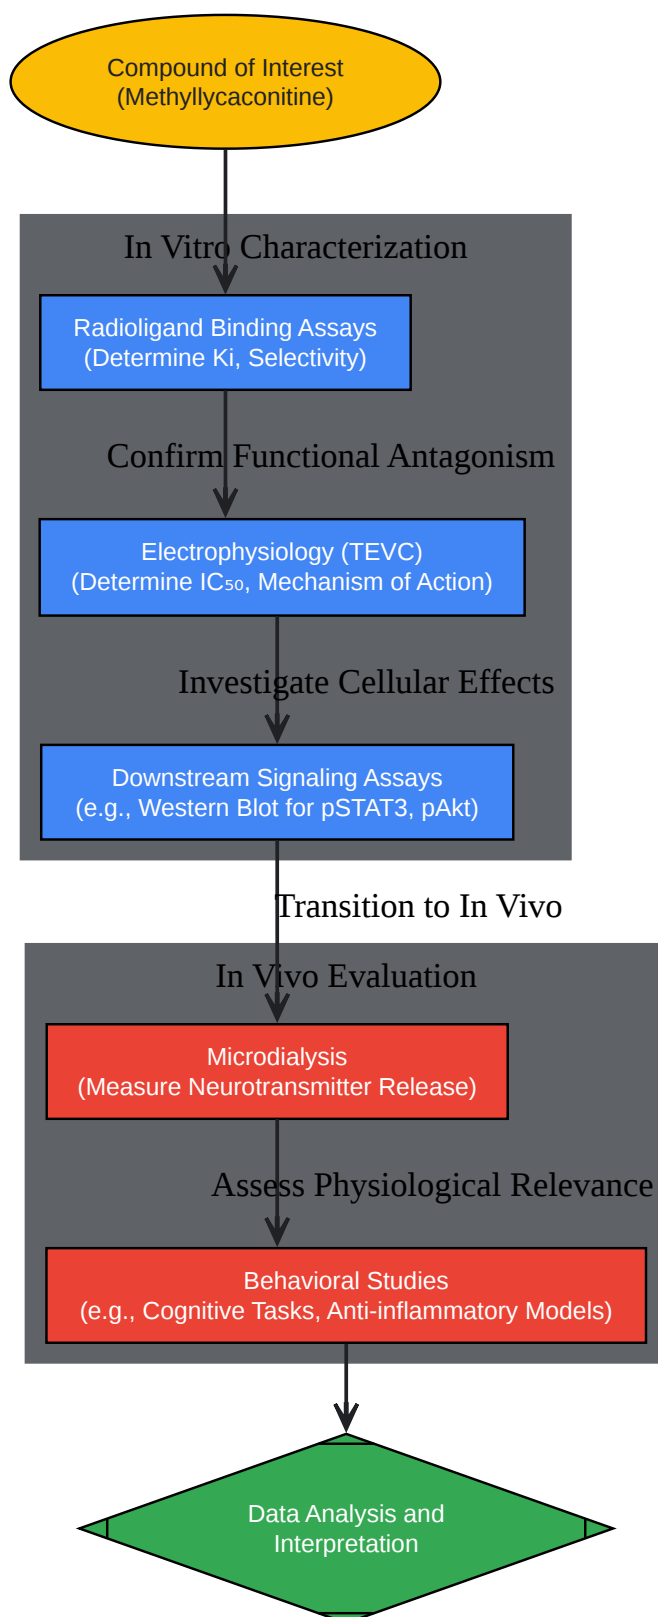 Compound of Interest
(Methyllycaconitine)
In Vitro Characterization
Radioligand Binding Assays
(Determine Ki, Selectivity)
Confirm Functional Antagonism
Electrophysiology (TEVC)
(Determine IC₅₀, Mechanism of Action)
Investigate Cellular Effects
Downstream Signaling Assays
(e.g., Western Blot for pSTAT3, pAkt)
Transition to In Vivo
In Vivo Evaluation
Microdialysis
(Measure Neurotransmitter Release)
Assess Physiological Relevance
Behavioral Studies
(e.g., Cognitive Tasks, Anti-inflammatory Models)
Data Analysis and
Interpretation